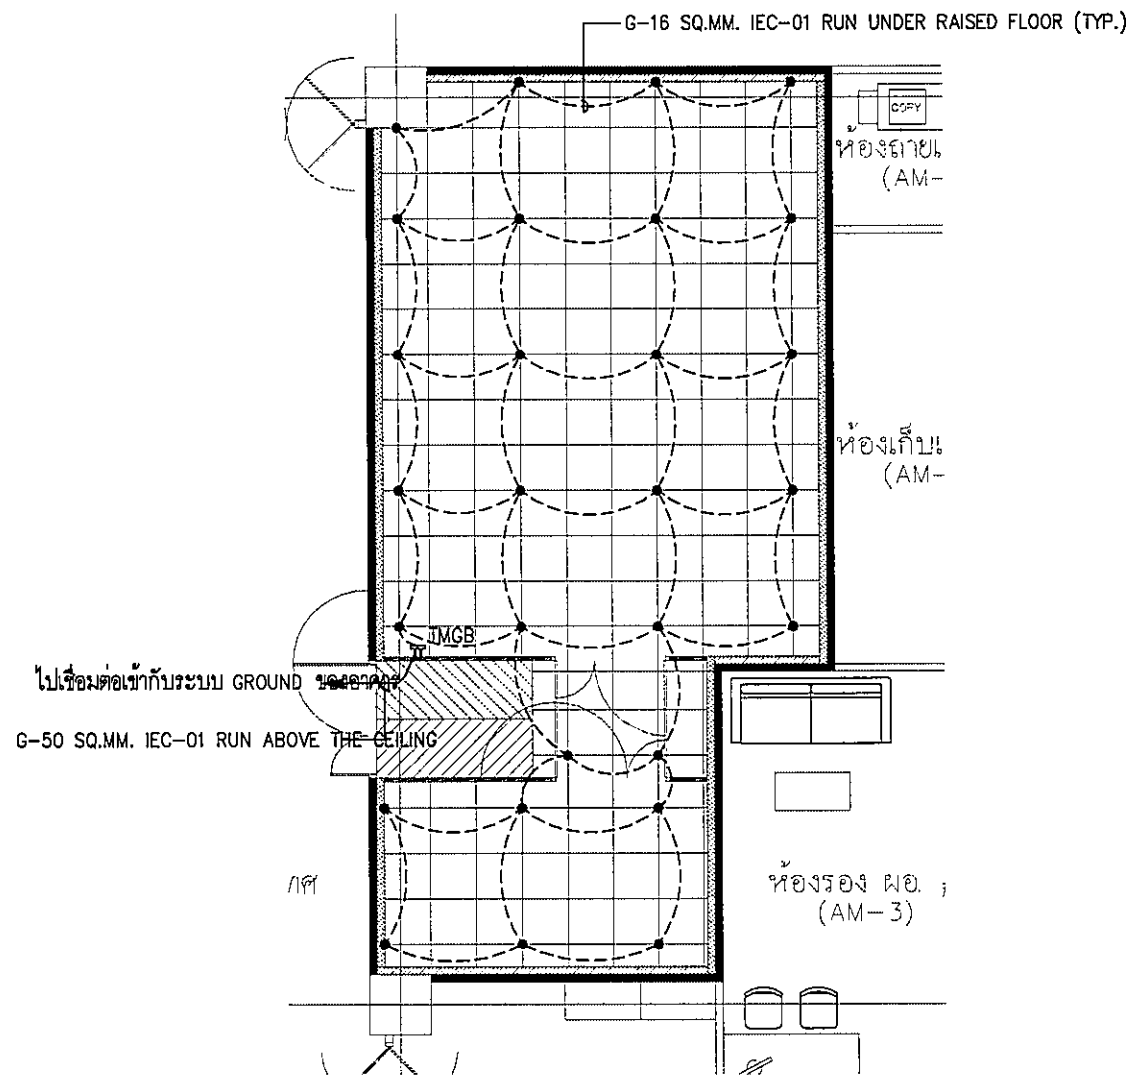 G-16 SQ.MM. IEC-01 RUN UNDER RAISED FLOOR (TYP.)
COPY
ห้องถ่ายเ
(AM-
ห้องเก็บเ
(AM-
TMGB
ไปเชื่อมต่อเข้ากับระบบ GROUND ของอาคาร
G-50 SQ.MM. IEC-01 RUN ABOVE THE CEILING
ห้องรอง ผอ.
(AM-3)